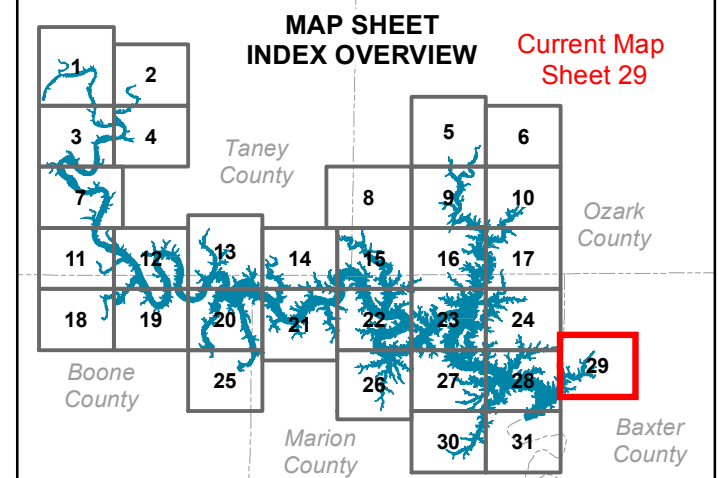 MAP SHEET
INDEX OVERVIEW
Current Map
Sheet 29
1
2
3
4
5
6
Taney
County
7
8
9
10
Ozark
County
11
12
13
14
15
16
17
18
19
20
21
22
23
24
25
26
27
28
29
Boone
County
Marion
County
30
31
Baxter
County